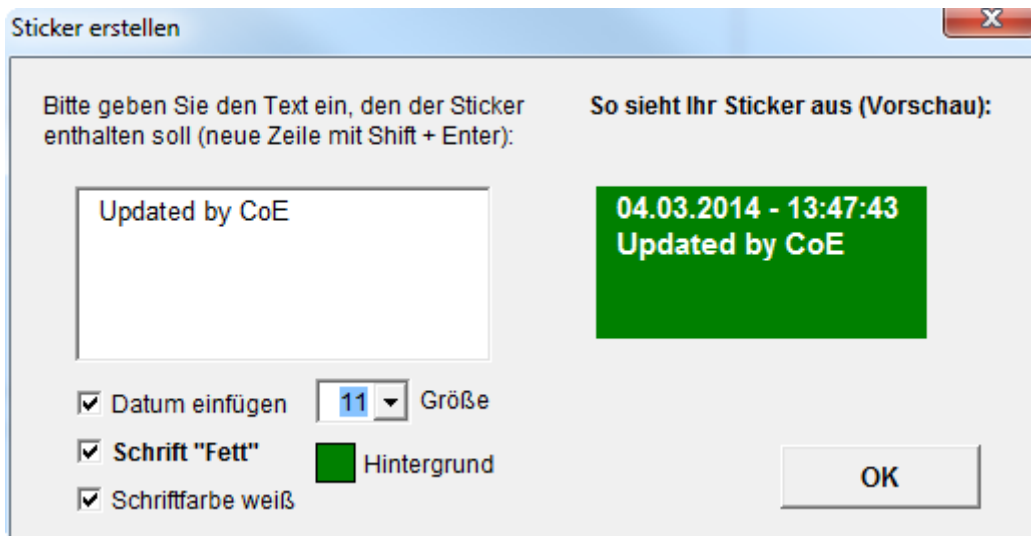 Sticker erstellen
Bitte geben Sie den Text ein, den der Sticker
enthalten soll (neue Zeile mit Shift + Enter):
So sieht Ihr Sticker aus (Vorschau):
Updated by CoE
04.03.2014 - 13:47:43
Updated by CoE
Datum einfügen
11
Größe
Schrift "Fett"
Hintergrund
Schriftfarbe weiß
OK